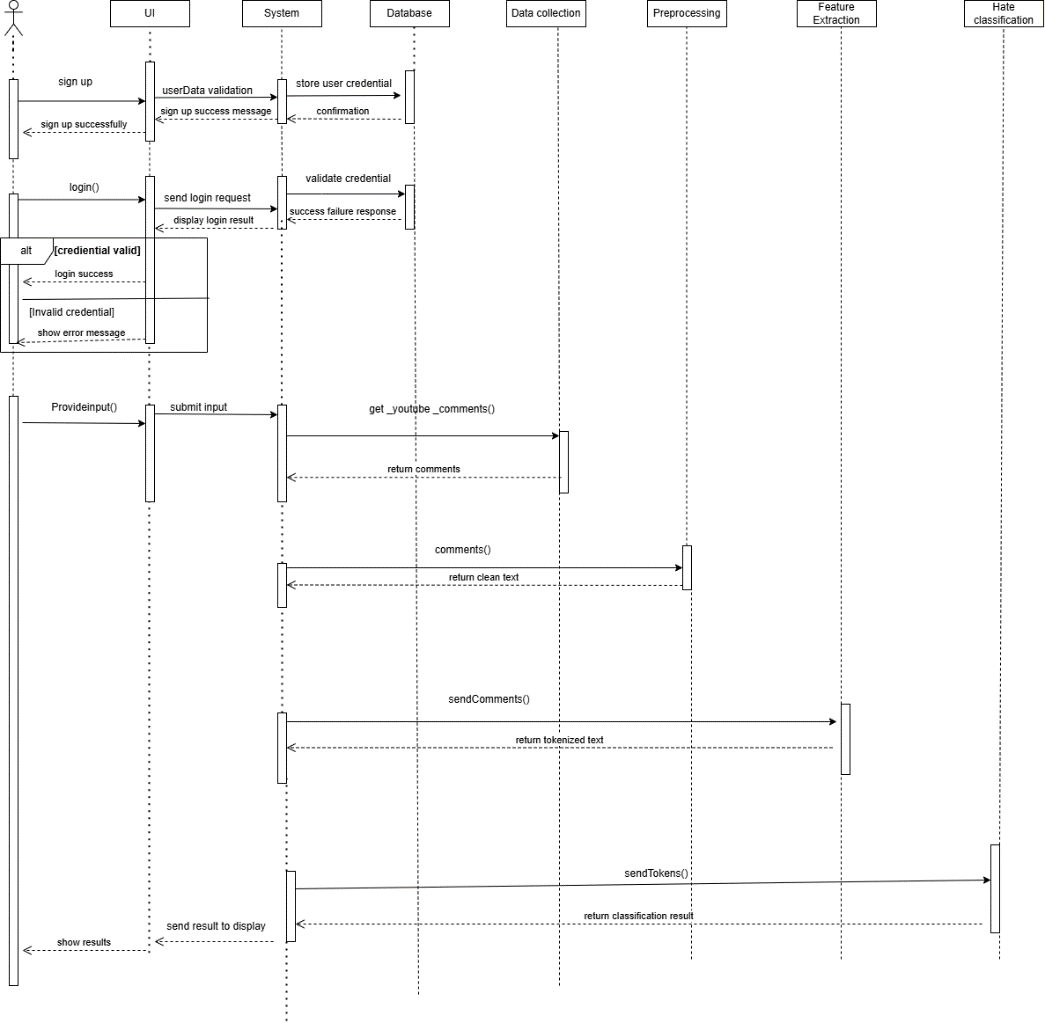 UI
System
Database
Data collection
Preprocessing
Feature
Extraction
Hate
classification
sign up
userData validation
store user credential
sign up success message
confirmation
sign up successfully
login()
send login request
validate credential
display login result
success failure response
alt
[crediential valid]
login success
[Invalid credential]
show error message
Provideinput()
submit input
get _youtube _comments()
return comments
comments()
return clean text
sendComments()
return tokenized text
sendTokens()
return classification result
send result to display
show results